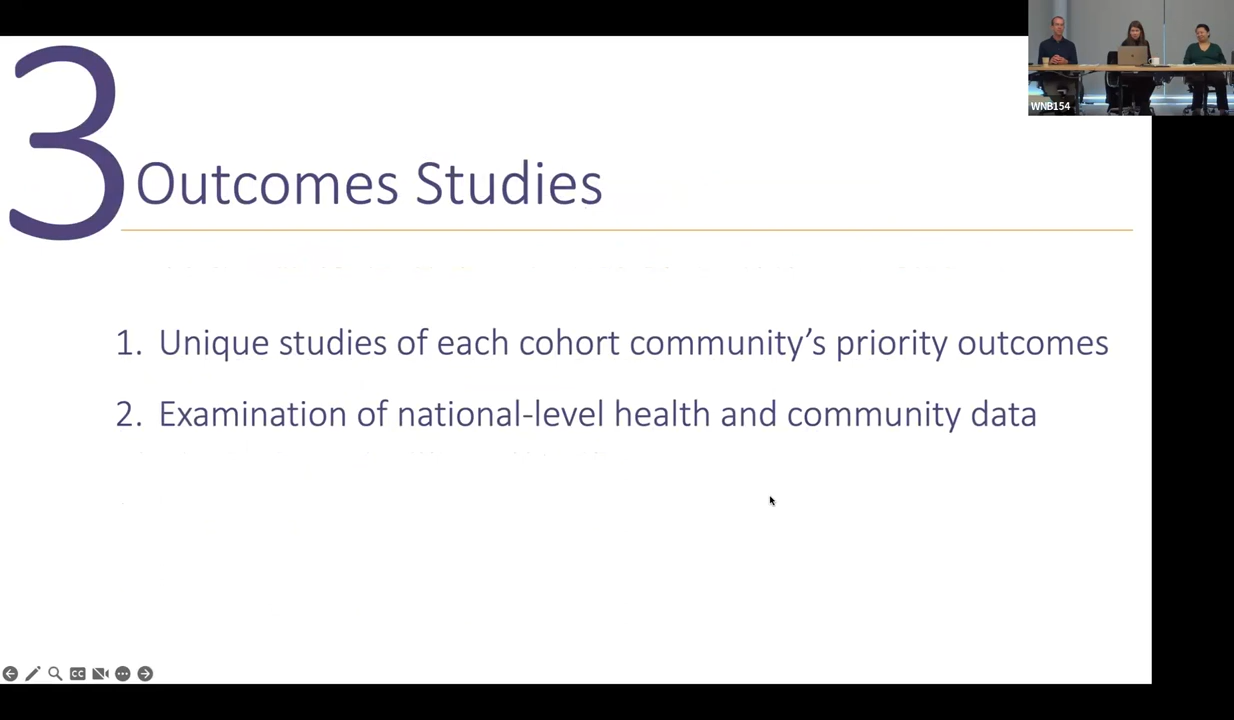 WNB154
3
Outcomes Studies
1. Unique studies of each cohort community’s priority outcomes
2. Examination of national-level health and community data
CC